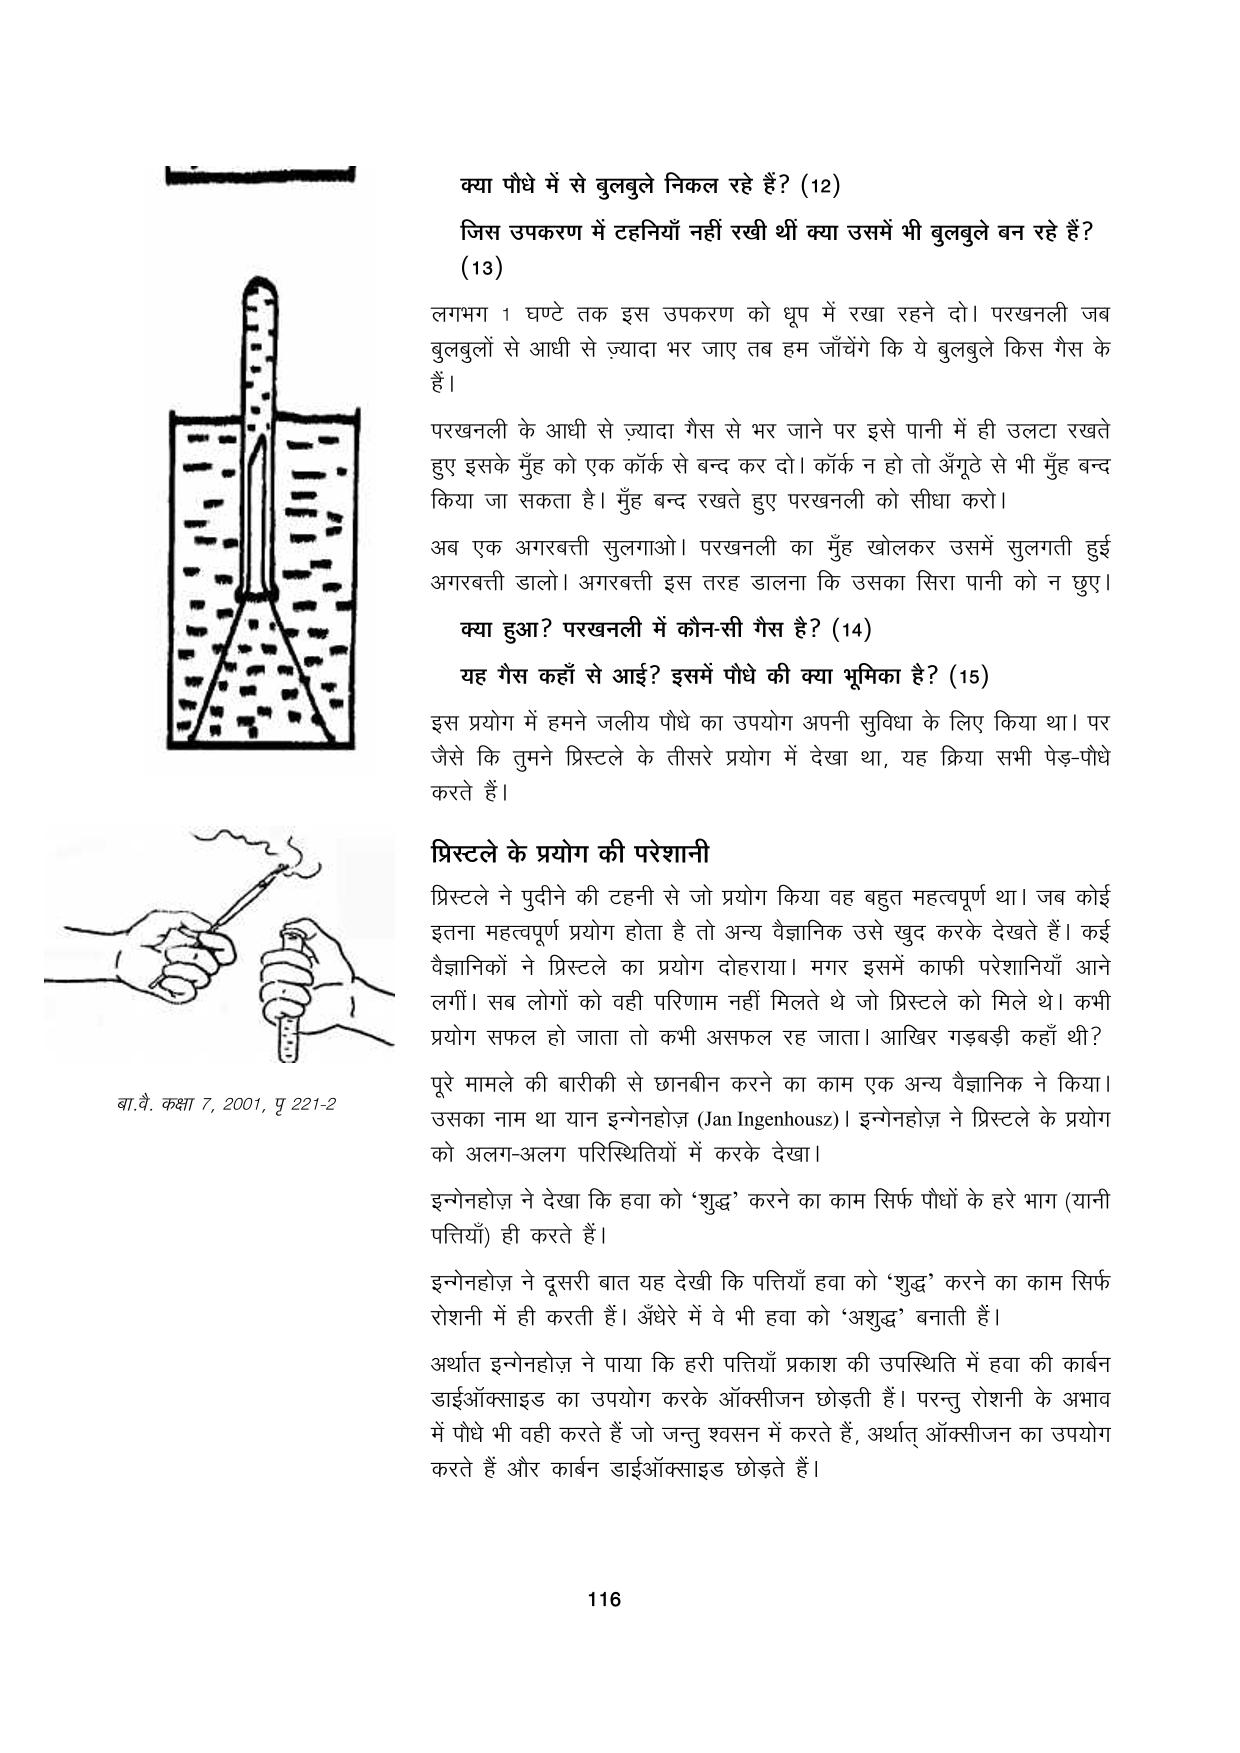 क्या पौधे में से बुलबुले निकल रहे हैं? (12)
जिस उपकरण में टहनियाँ नहीं रखी थीं क्या उसमें भी बुलबुले बन रहे हैं?
(13)
लगभग 1 घण्टे तक इस उपकरण को धूप में रखा रहने दो। परखनली जब
बुलबुलों से आधी से ज़्यादा भर जाए तब हम जाँचेंगे कि ये बुलबुले किस गैस के
हैं।
परखनली के आधी से ज़्यादा गैस से भर जाने पर इसे पानी में ही उलटा रखते
हुए इसके मुँह को एक कॉर्क से बन्द कर दो। कॉर्क न हो तो अँगूठे से भी मुँह बन्द
किया जा सकता है। मुँह बन्द रखते हुए परखनली को सीधा करो।
अब एक अगरबत्ती सुलगाओ। परखनली का मुँह खोलकर उसमें सुलगती हुई
अगरबत्ती डालो। अगरबत्ती इस तरह डालना कि उसका सिरा पानी को न छुए।
क्या हुआ? परखनली में कौन-सी गैस है? (14)
यह गैस कहाँ से आई? इसमें पौधे की क्या भूमिका है? (15)
इस प्रयोग में हमने जलीय पौधे का उपयोग अपनी सुविधा के लिए किया था। पर
जैसे कि तुमने प्रिस्टले के तीसरे प्रयोग में देखा था, यह क्रिया सभी पेड़-पौधे
करते हैं।
प्रिस्टले के प्रयोग की परेशानी
प्रिस्टले ने पुदीने की टहनी से जो प्रयोग किया वह बहुत महत्वपूर्ण था। जब कोई
इतना महत्वपूर्ण प्रयोग होता है तो अन्य वैज्ञानिक उसे खुद करके देखते हैं। कई
वैज्ञानिकों ने प्रिस्टले का प्रयोग दोहराया। मगर इसमें काफी परेशानियाँ आने
लगीं। सब लोगों को वही परिणाम नहीं मिलते थे जो प्रिस्टले को मिले थे। कभी
प्रयोग सफल हो जाता तो कभी असफल रह जाता। आखिर गड़बड़ी कहाँ थी?
पूरे मामले की बारीकी से छानबीन करने का काम एक अन्य वैज्ञानिक ने किया।
उसका नाम था यान इन्गेनहोज़ (Jan Ingenhousz)। इन्गेनहोज़ ने प्रिस्टले के प्रयोग
को अलग-अलग परिस्थितियों में करके देखा।
इन्गेनहोज़ ने देखा कि हवा को ‘शुद्ध’ करने का काम सिर्फ पौधों के हरे भाग (यानी
पत्तियाँ) ही करते हैं।
इन्गेनहोज़ ने दूसरी बात यह देखी कि पत्तियाँ हवा को ‘शुद्ध’ करने का काम सिर्फ
रोशनी में ही करती हैं। अँधेरे में वे भी हवा को ‘अशुद्ध’ बनाती हैं।
अर्थात इन्गेनहोज़ ने पाया कि हरी पत्तियाँ प्रकाश की उपस्थिति में हवा की कार्बन
डाईऑक्साइड का उपयोग करके ऑक्सीजन छोड़ती हैं। परन्तु रोशनी के अभाव
में पौधे भी वही करते हैं जो जन्तु श्वसन में करते हैं, अर्थात् ऑक्सीजन का उपयोग
करते हैं और कार्बन डाईऑक्साइड छोड़ते हैं।
बा.वै. कक्षा 7, 2001, पृ 221-2
116